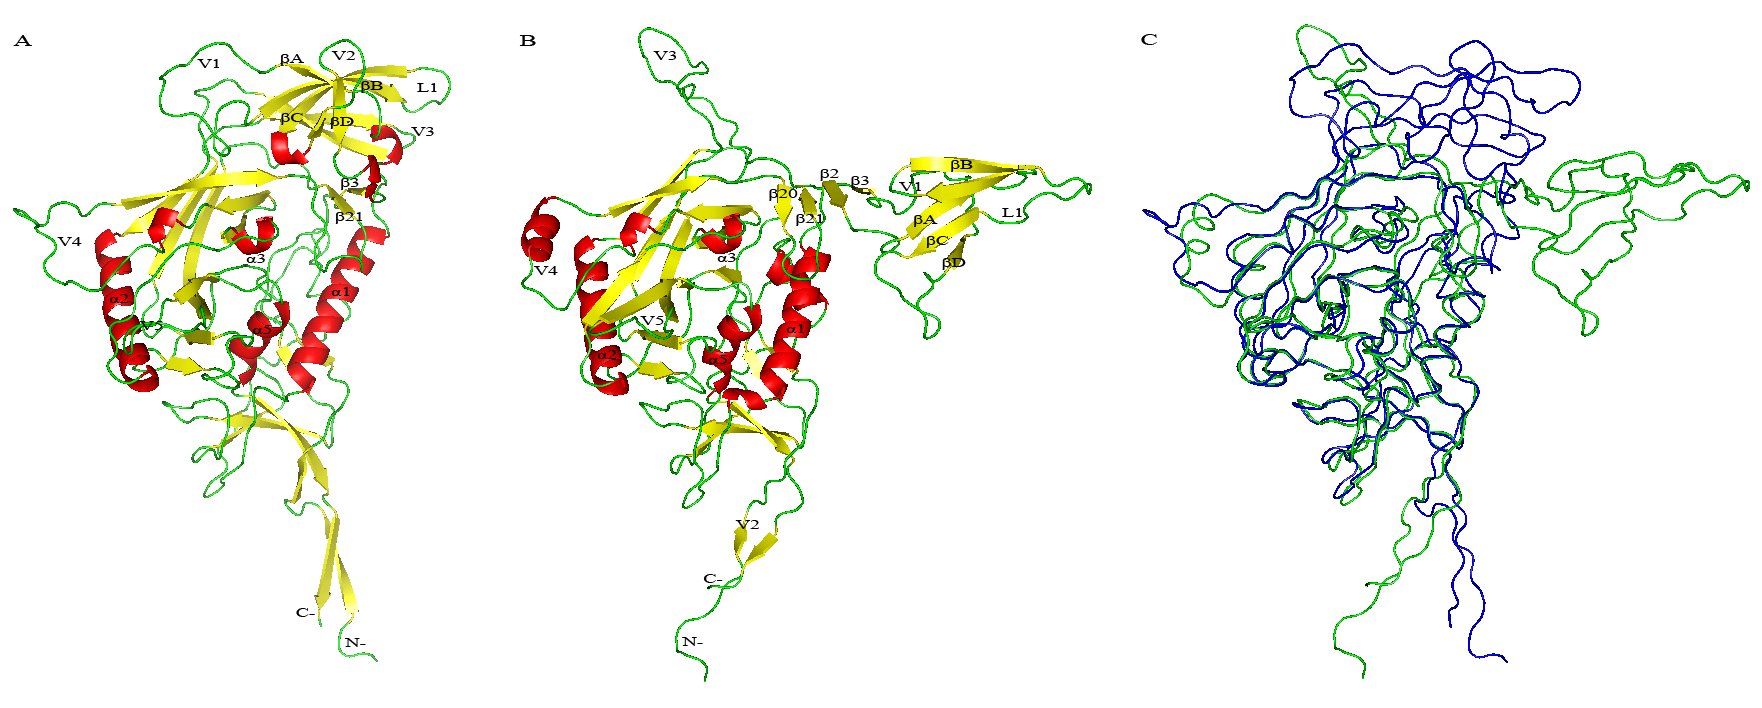 A
V1
βA
V2
βB
L1
βC
βD
V3
β3
β21
V4
α3
α2
α1
V5
α5
C-
N-
B
V3
β2
β3
V1
βB
β20
β21
βA
L1
βC
βD
α3
V4
V5
α1
α2
α5
V2
C-
N-
C